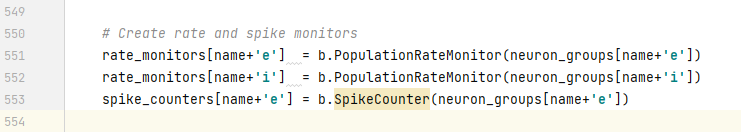 549
550 # Create rate and spike monitors
551 rate_monitors[name+'e']  = b.PopulationRateMonitor(neuron_groups[name+'e'])
552 rate_monitors[name+'i']  = b.PopulationRateMonitor(neuron_groups[name+'i'])
553 spike_counters[name+'e'] = b.SpikeCounter(neuron_groups[name+'e'])
554